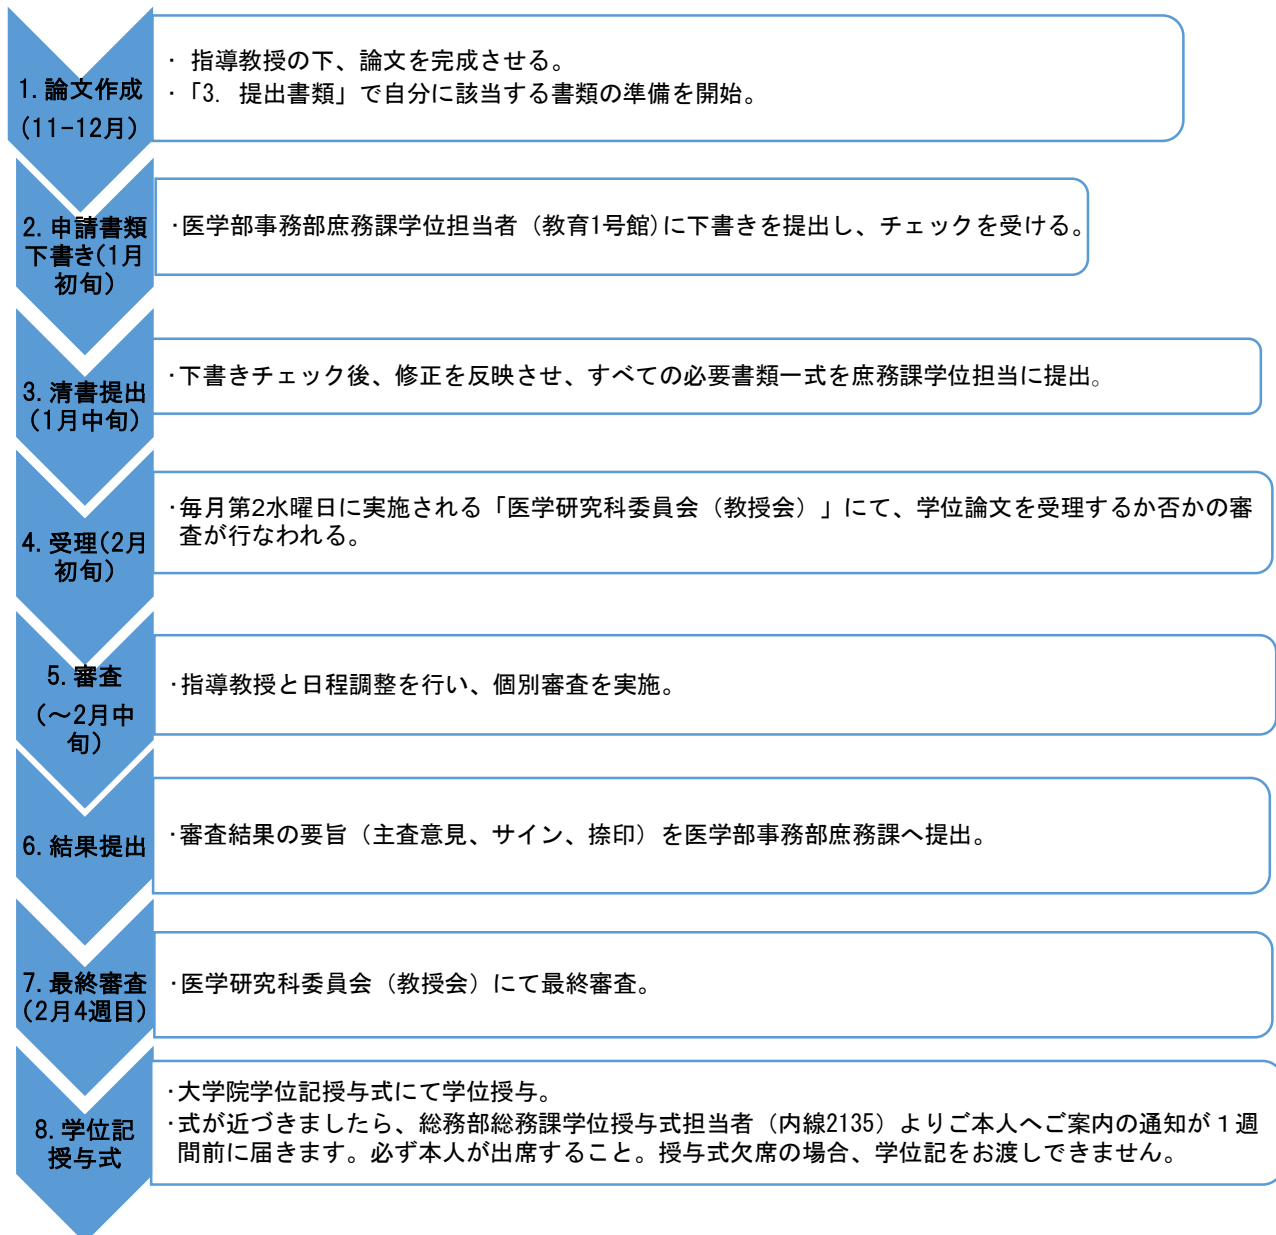 1. 論文作成
(11-12月)
· 指導教授の下、論文を完成させる。
·「3. 提出書類」で自分に該当する書類の準備を開始。
2. 申請書類
下書き(1月
初旬)
·医学部事務部庶務課学位担当者（教育1号館)に下書きを提出し、チェックを受ける。
3. 清書提出
(1月中旬)
·下書きチェック後、修正を反映させ、すべての必要書類一式を庶務課学位担当に提出。
4. 受理(2月
初旬)
·毎月第2水曜日に実施される「医学研究科委員会（教授会）」にて、学位論文を受理するか否かの審
査が行なわれる。
5. 審査
(～2月中
旬)
·指導教授と日程調整を行い、個別審査を実施。
6. 結果提出
·審査結果の要旨（主査意見、サイン、捺印）を医学部事務部庶務課へ提出。
7. 最終審査
(2月4週目)
·医学研究科委員会（教授会）にて最終審査。
8. 学位記
授与式
·大学院学位記授与式にて学位授与。
·式が近づきましたら、総務部総務課学位授与式担当者（内線2135）よりご本人へご案内の通知が１週
間前に届きます。必ず本人が出席すること。授与式欠席の場合、学位記をお渡しできません。